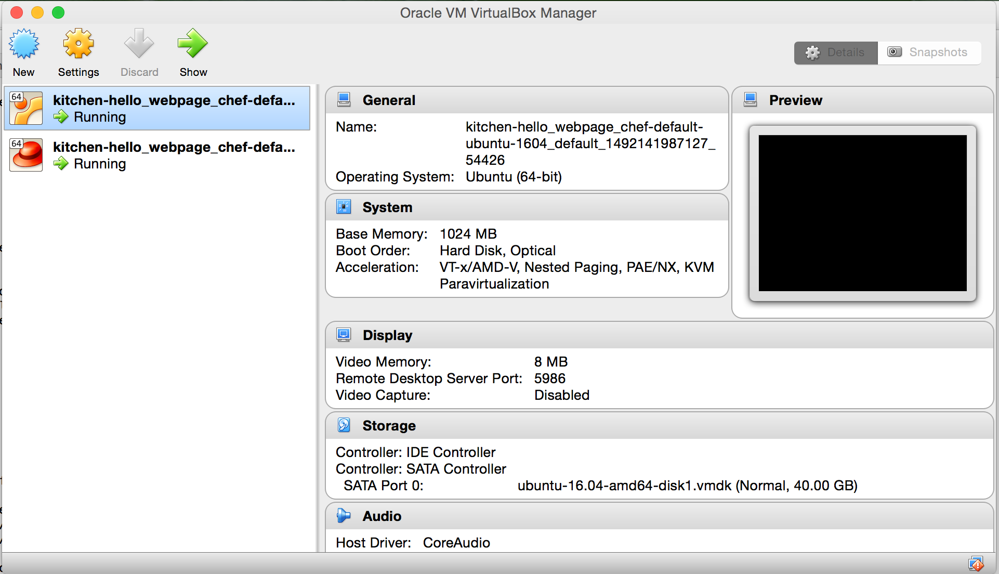 Oracle VM VirtualBox Manager
New
Settings
Discard
Show
Details
Snapshots
64
kitchen-hello_webpage_chef-defa...
Running
64
kitchen-hello_webpage_chef-defa...
Running
General
Name: kitchen-hello_webpage_chef-default-
ubuntu-1604_default_1492141987127_
54426
Operating System: Ubuntu (64-bit)
Preview
System
Base Memory: 1024 MB
Boot Order: Hard Disk, Optical
Acceleration: VT-x/AMD-V, Nested Paging, PAE/NX, KVM
Paravirtualization
Display
Video Memory: 8 MB
Remote Desktop Server Port: 5986
Video Capture: Disabled
Storage
Controller: IDE Controller
Controller: SATA Controller
SATA Port 0: ubuntu-16.04-amd64-disk1.vmdk (Normal, 40.00 GB)
Audio
Host Driver: CoreAudio